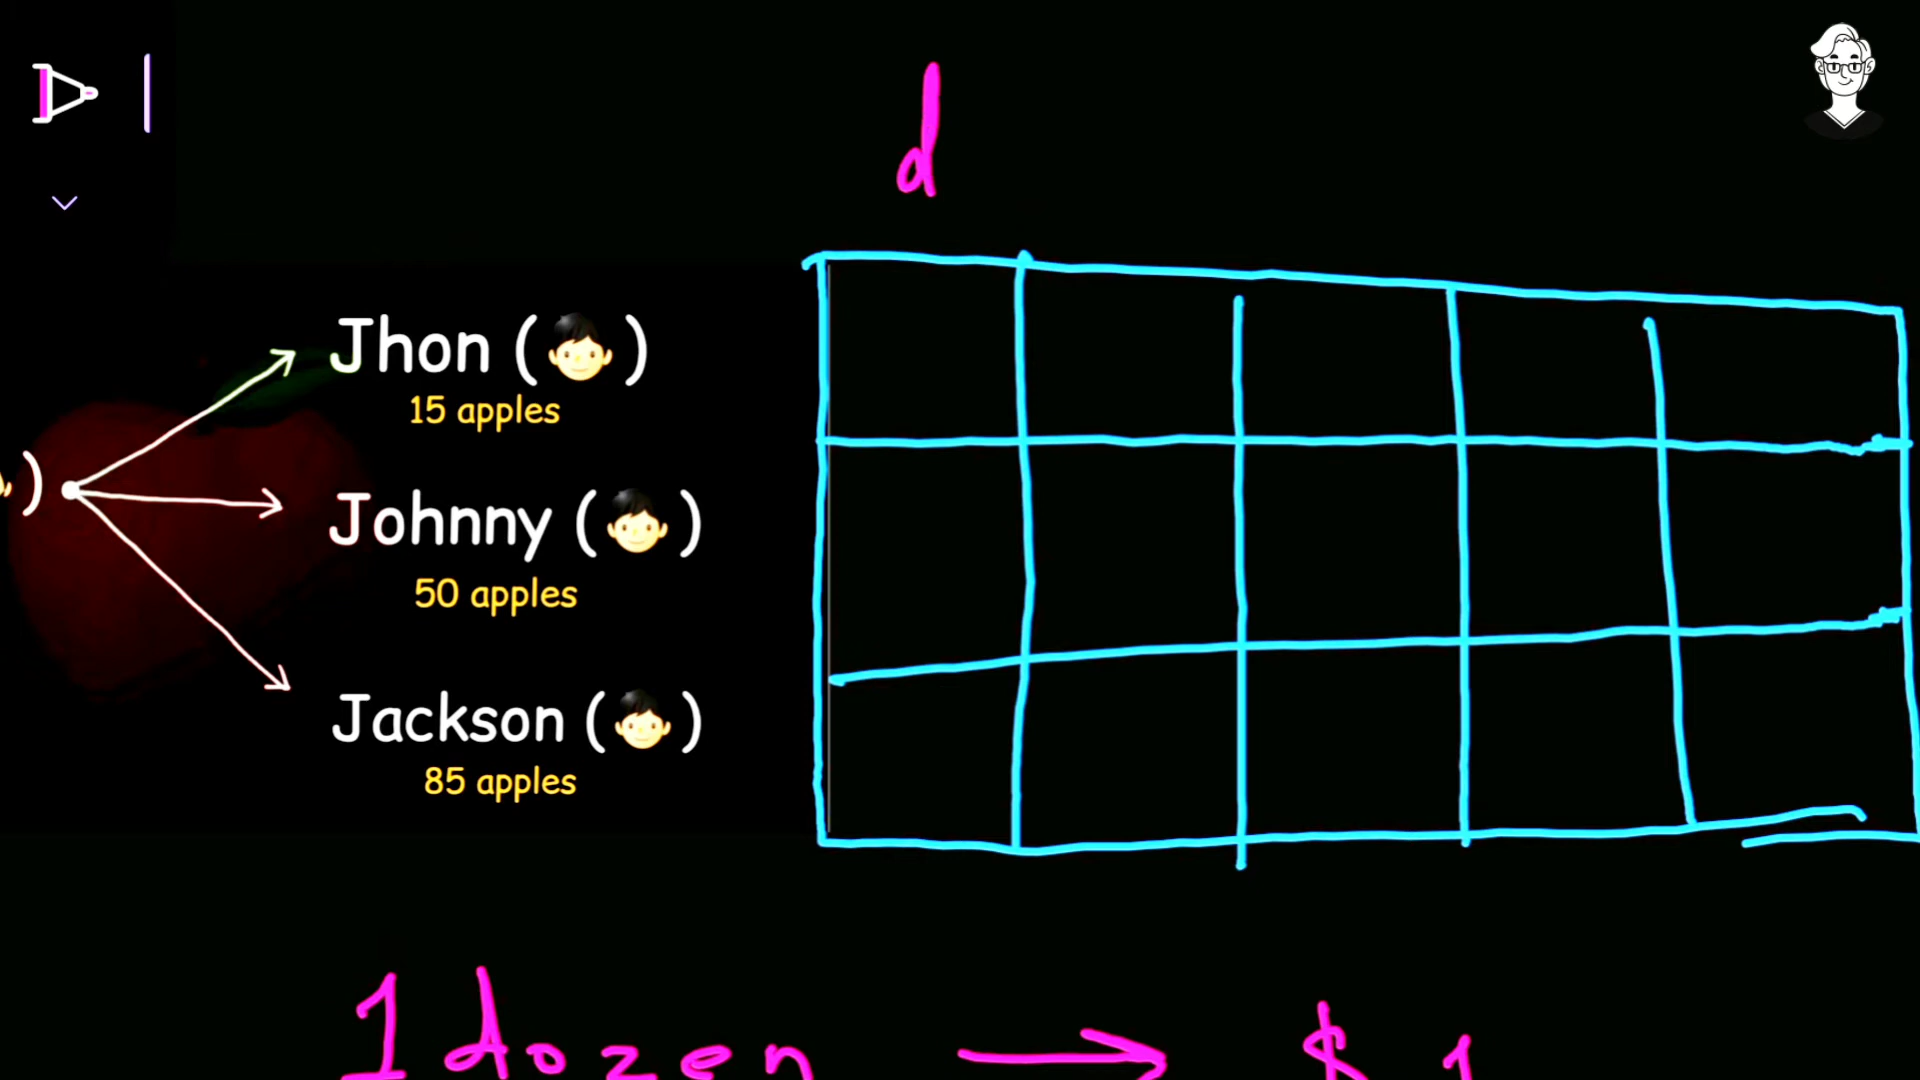 d
Jhon ( )
15 apples
)
Johnny ( )
50 apples
Jackson ( )
85 apples
1 dozen → $ 1